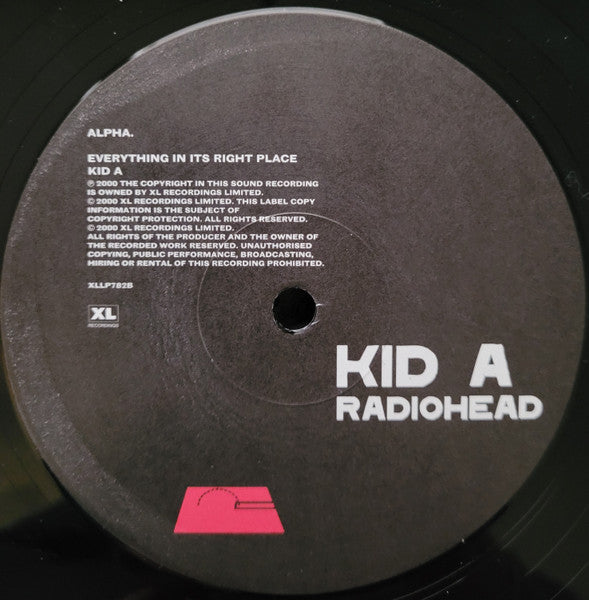 ALPHA.
EVERYTHING IN ITS RIGHT PLACE
KID A
℗ 2000 THE COPYRIGHT IN THIS SOUND RECORDING
IS OWNED BY XL RECORDINGS LIMITED.
© 2000 XL RECORDINGS LIMITED. THIS LABEL COPY
INFORMATION IS THE SUBJECT OF
COPYRIGHT PROTECTION. ALL RIGHTS RESERVED.
© 2000 XL RECORDINGS LIMITED.
ALL RIGHTS OF THE PRODUCER AND THE OWNER OF
THE RECORDED WORK RESERVED. UNAUTHORISED
COPYING, PUBLIC PERFORMANCE, BROADCASTING,
HIRING OR RENTAL OF THIS RECORDING PROHIBITED.
XLLP782B
XL
RECORDINGS
KID A
RADIOHEAD